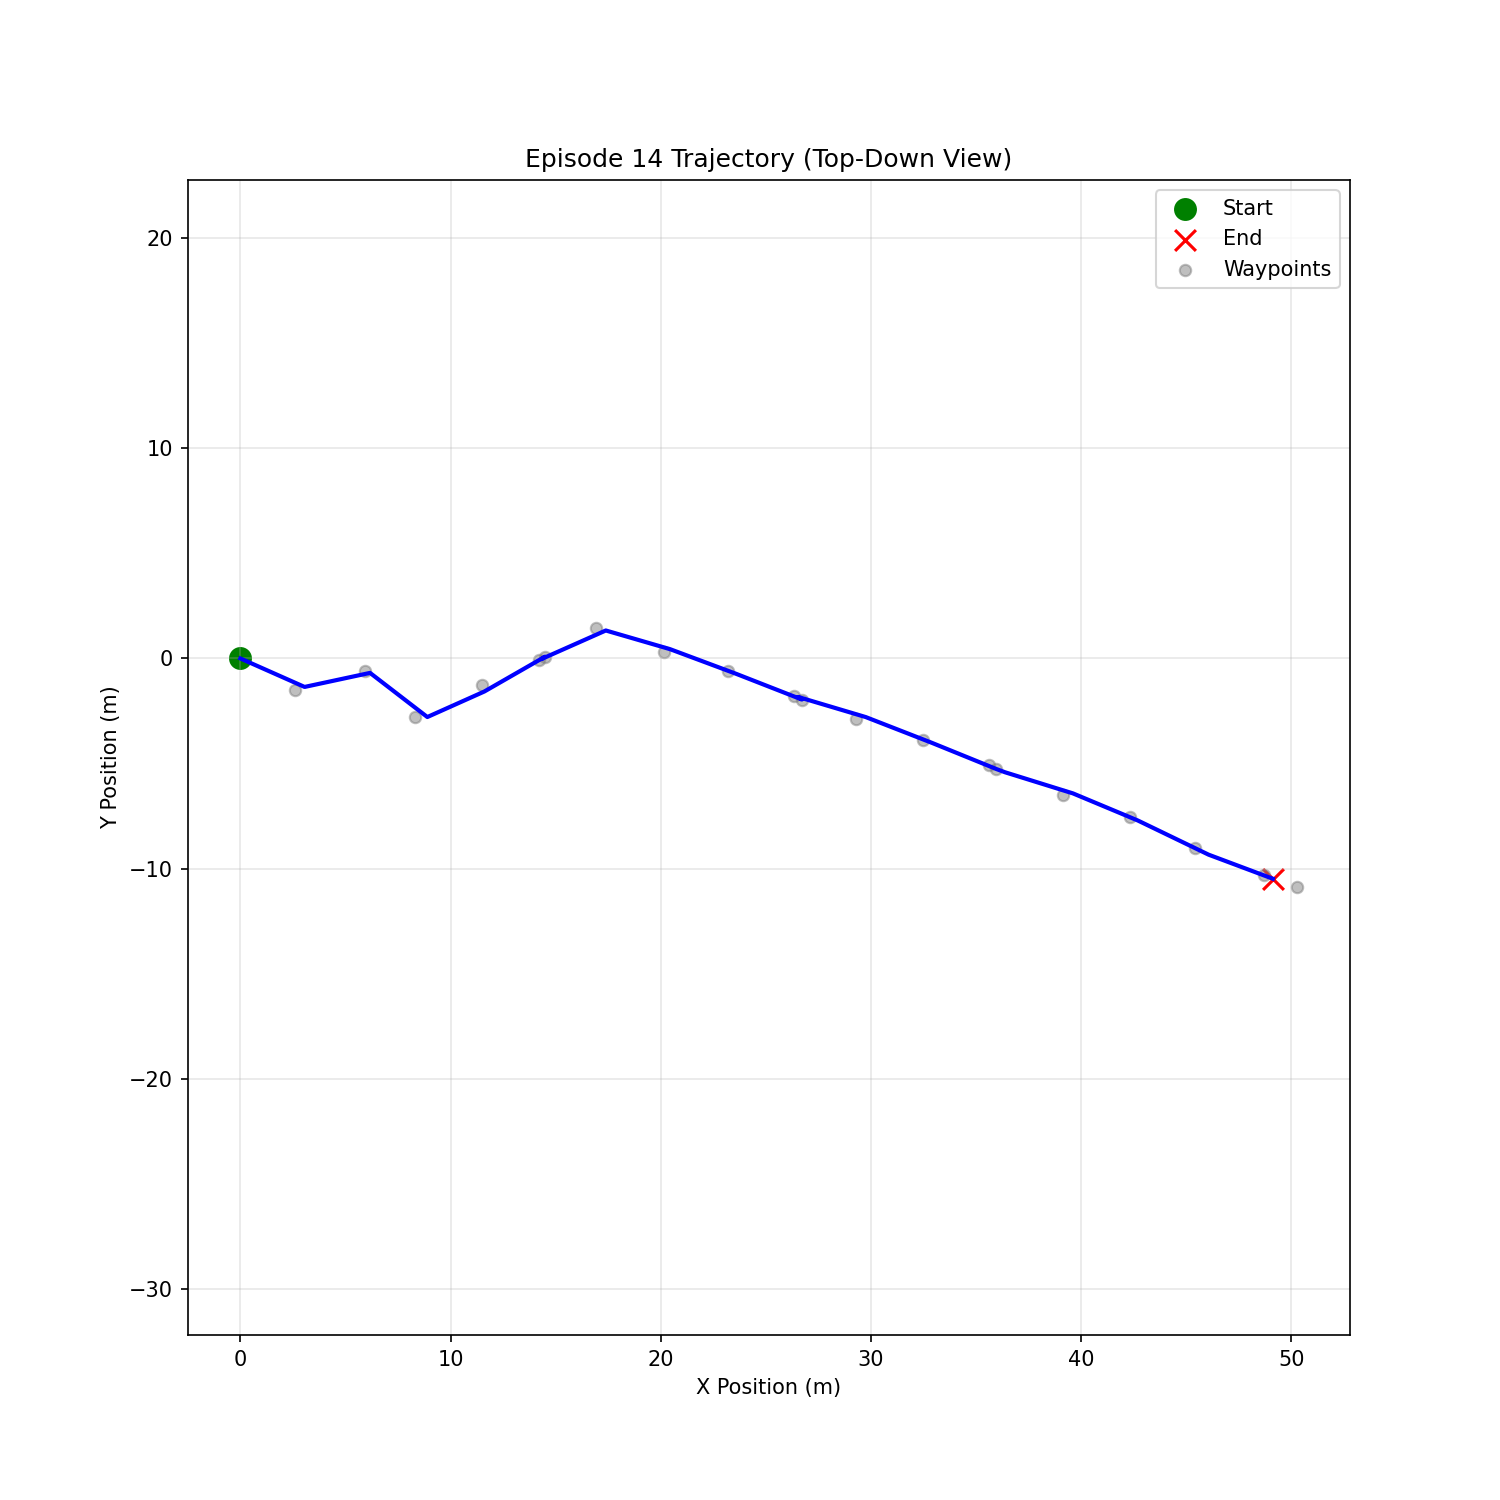 Episode 14 Trajectory (Top-Down View)
Start
End
Waypoints
20
10
0
−10
−20
−30
Y Position (m)
0 10 20 30 40 50
X Position (m)